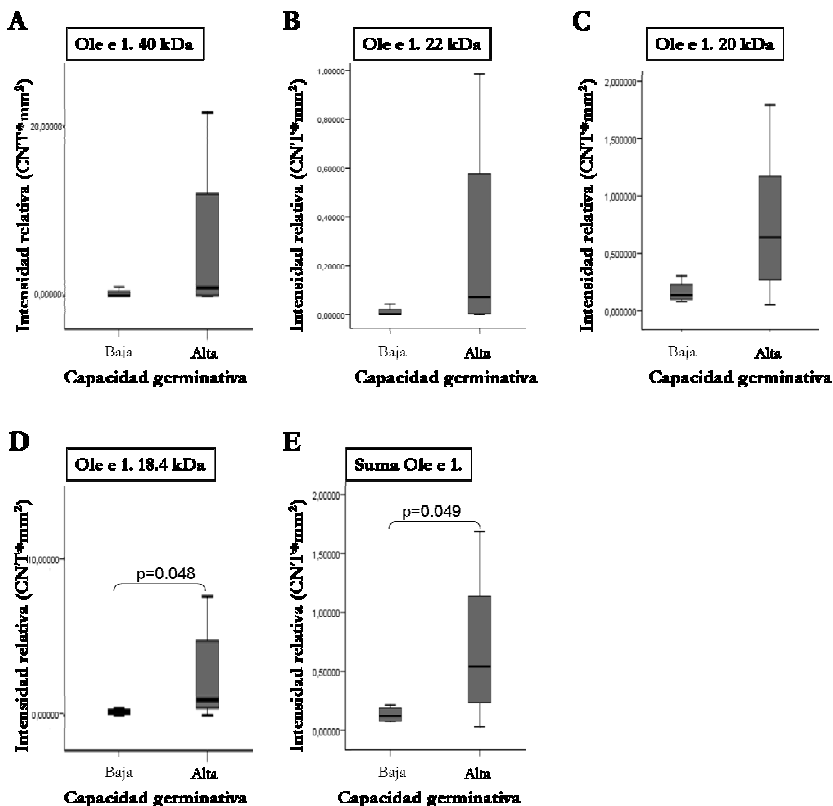 A
Ole e 1. 40 kDa
Intensidad relativa (CNT*mm²)
20,00000
0,00000
Baja
Alta
Capacidad germinativa
B
Ole e 1. 22 kDa
Intensidad relativa (CNT*mm²)
1,00000
0,80000
0,60000
0,40000
0,20000
0,00000
Baja
Alta
Capacidad germinativa
C
Ole e 1. 20 kDa
Intensidad relativa (CNT*mm²)
2,000000
1,500000
1,000000
0,500000
0,000000
Baja
Alta
Capacidad germinativa
D
Ole e 1. 18.4 kDa
Intensidad relativa (CNT*mm²)
10,00000
0,00000
p=0.048
Baja
Alta
Capacidad germinativa
E
Suma Ole e 1.
Intensidad relativa (CNT*mm²)
2,00000
1,50000
1,00000
0,50000
0,00000
p=0.049
Baja
Alta
Capacidad germinativa